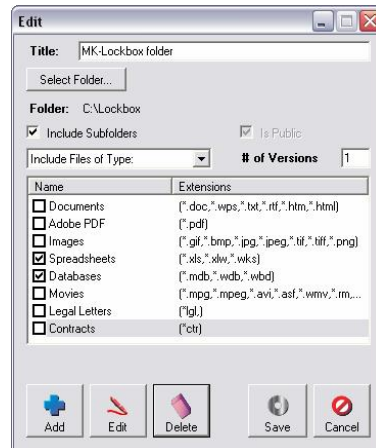 Edit
Title: MK-Lockbox folder
Select Folder...
Folder: C:\Lockbox
Include Subfolders Is Public
Include Files of Type: # of Versions 1
Name Extensions
Documents (*.doc,*.wps,*.txt,*.rtf,*.htm,*.html)
Adobe PDF (*.pdf)
Images (*.gif,*.bmp,*.jpg,*.jpeg,*.tif,*.tiff,*.png)
Spreadsheets (*.xls,*.xlw,*.wks)
Databases (*.mdb,*.wdb,*.wbd)
Movies (*.mpg,*.mpeg,*.avi,*.asf,*.wmv,*.rm,...
Legal Letters (*lgl,)
Contracts (*ctr)
Add Edit Delete Save Cancel